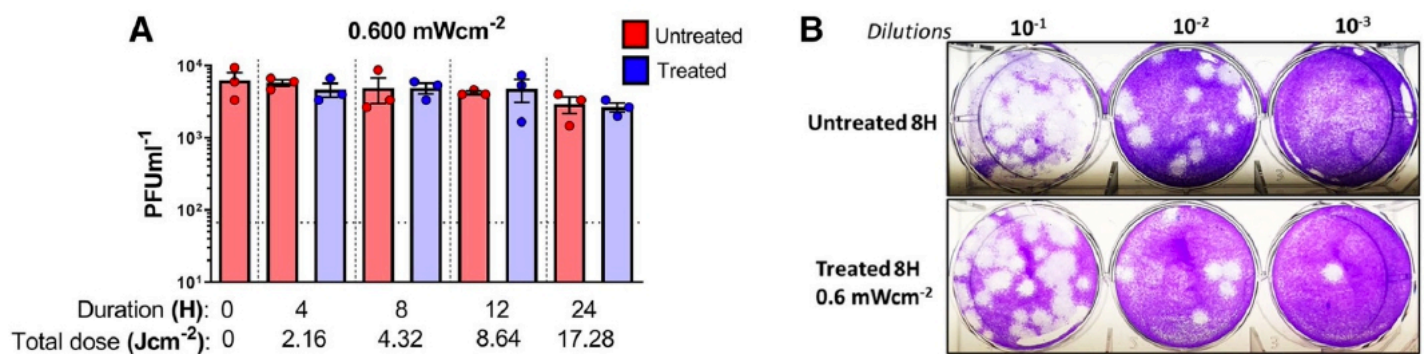 A
0.600 mWcm⁻²
Untreated
Treated
PFUml⁻¹
10⁴
10³
10²
10¹
Duration (H): 0 4 8 12 24
Total dose (Jcm⁻²): 0 2.16 4.32 8.64 17.28
B
Dilutions 10⁻¹ 10⁻² 10⁻³
Untreated 8H
Treated 8H
0.6 mWcm⁻²